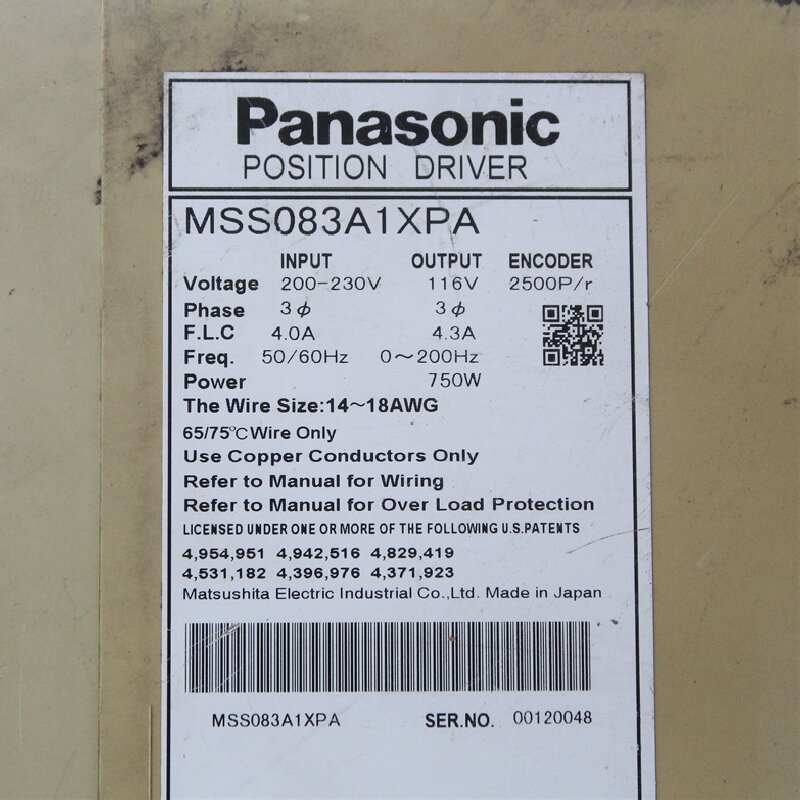 Panasonic
POSITION DRIVER
MSS083A1XPA
INPUT OUTPUT ENCODER
Voltage 200-230V 116V 2500P/r
Phase 3ϕ 3ϕ
F.L.C 4.0A 4.3A
Freq. 50/60Hz 0～200Hz
Power 750W
The Wire Size:14～18AWG
65/75℃ Wire Only
Use Copper Conductors Only
Refer to Manual for Wiring
Refer to Manual for Over Load Protection
LICENSED UNDER ONE OR MORE OF THE FOLLOWING U.S.PATENTS
4,954,951 4,942,516 4,829,419
4,531,182 4,396,976 4,371,923
Matsushita Electric Industrial Co.,Ltd. Made in Japan
MSS083A1XPA SER.NO. 00120048